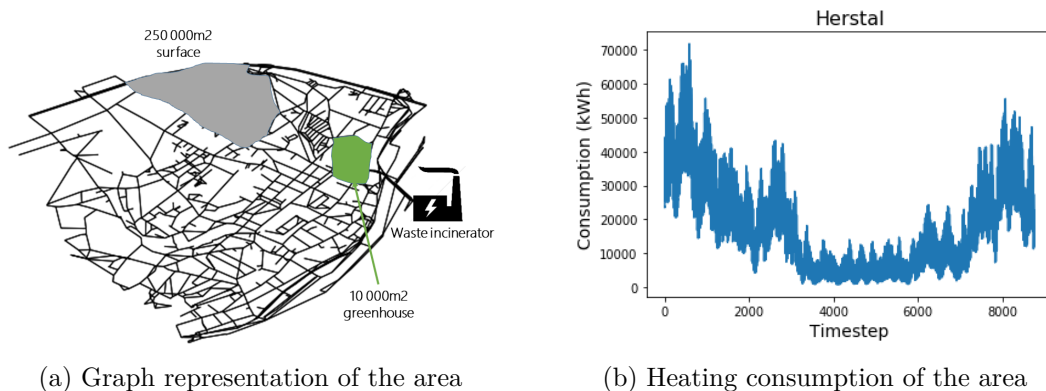 250 000m2
surface
Waste incinerator
10 000m2
greenhouse
(a) Graph representation of the area
Herstal
Consumption (kWh)
70000
60000
50000
40000
30000
20000
10000
0
0 2000 4000 6000 8000
Timestep
(b) Heating consumption of the area